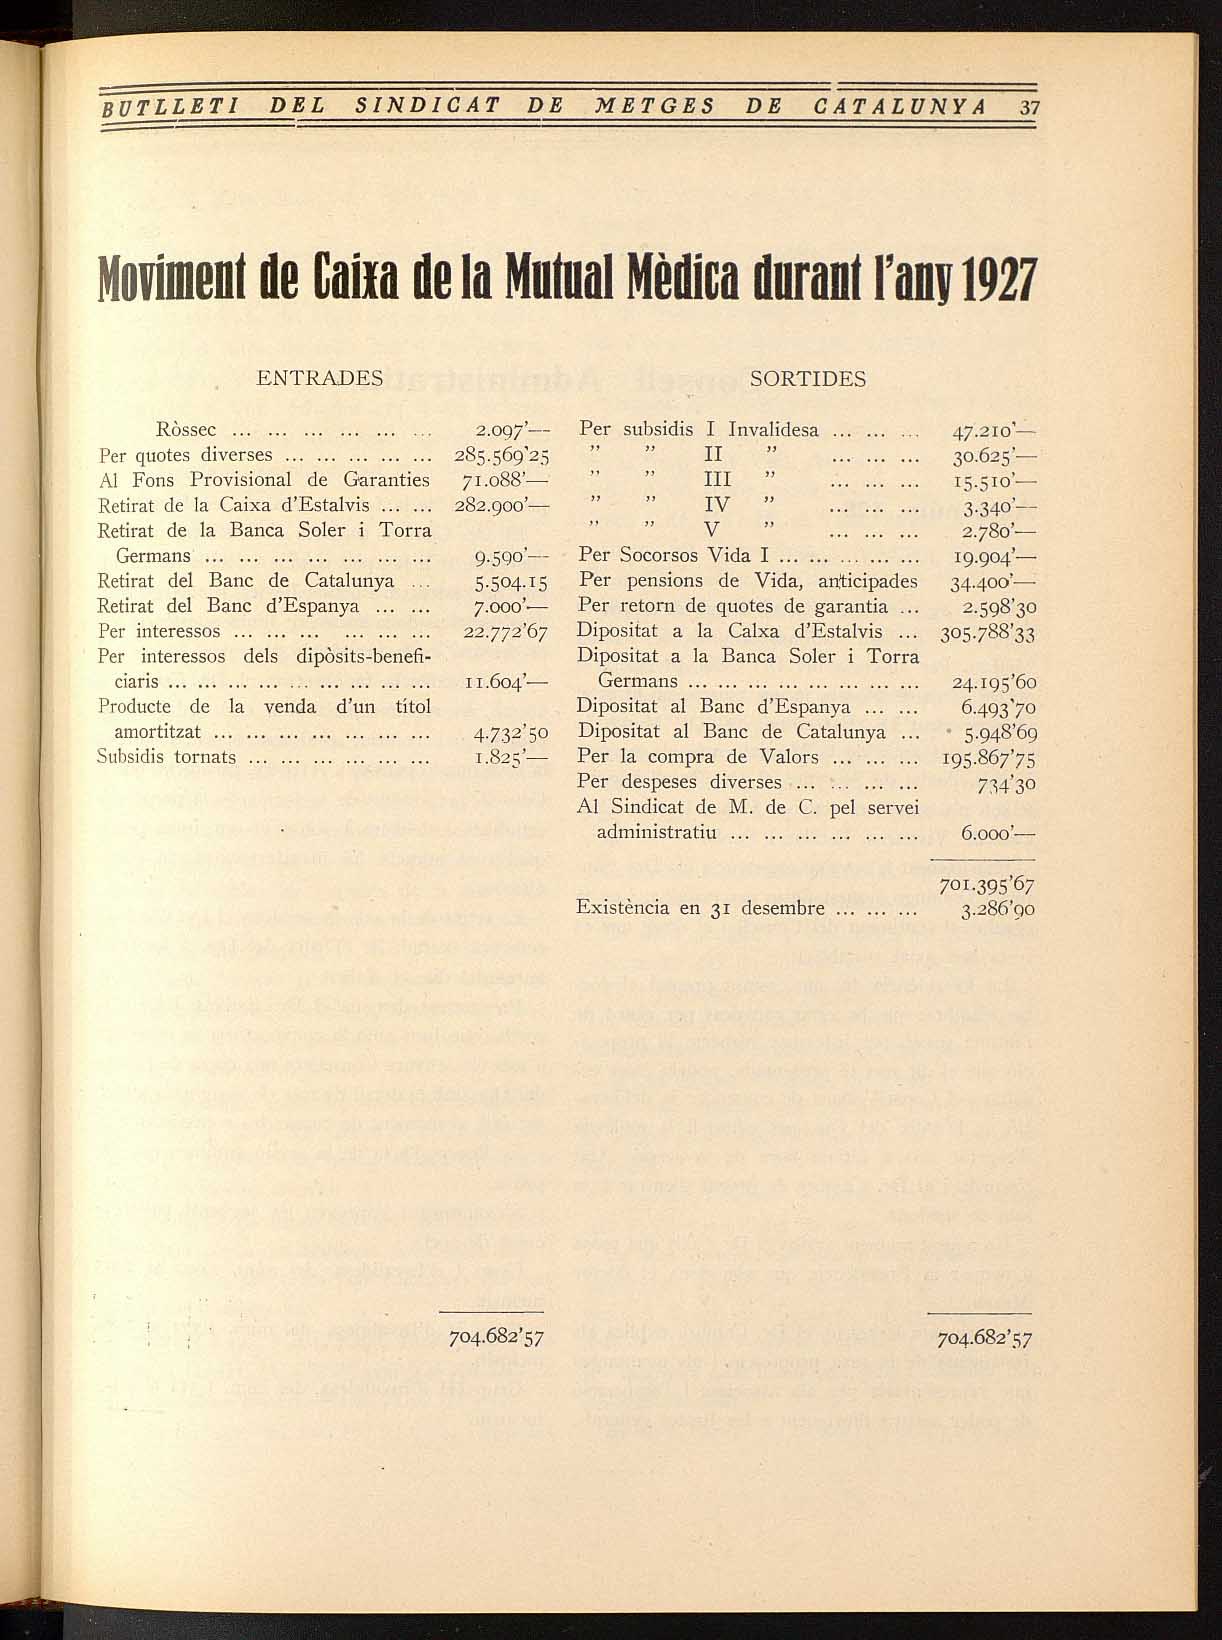 BUTLLETI DEL SINDICAT DE METGES DE CATALUNYA 37
Moviment de Caixa de la Mutual Mèdica durant l'any 1927
ENTRADES
Ròssec ... ... ... ... ... ... ... 2.097'—
Per quotes diverses ... ... ... ... ... 285.569'25
Al Fons Provisional de Garanties 71.088'—
Retirat de la Caixa d'Estalvis ... ... 282.900'—
Retirat de la Banca Soler i Torra
Germans ... ... ... ... ... ... ... ... 9.590'—
Retirat del Banc de Catalunya ... 5.504.15
Retirat del Banc d'Espanya ... ... 7.000'—
Per interessos ... ... ... ... ... ... 22.772'67
Per interessos dels dipòsits-benefi-
ciaris ... ... ... ... ... ... ... ... ... 11.604'—
Producte de la venda d'un títol
amortitzat ... ... ... ... ... ... ... 4.732'50
Subsidis tornats ... ... ... ... ... ... 1.825'—
704.682'57
SORTIDES
Per subsidis I Invalidesa ... ... ... 47.210'—
" " II " ... ... ... 30.625'—
" " III " ... ... ... 15.510'—
" " IV " ... ... ... 3.340'—
" " V " ... ... ... 2.780'—
Per Socorsos Vida I ... ... ... ... ... 19.904'—
Per pensions de Vida, anticipades 34.400'—
Per retorn de quotes de garantia ... 2.598'30
Dipositat a la Calxa d'Estalvis ... 305.788'33
Dipositat a la Banca Soler i Torra
Germans ... ... ... ... ... ... ... ... 24.195'60
Dipositat al Banc d'Espanya ... ... 6.493'70
Dipositat al Banc de Catalunya ... 5.948'69
Per la compra de Valors ... ... ... 195.867'75
Per despeses diverses ... ... ... ... 734'30
Al Sindicat de M. de C. pel servei
administratiu ... ... ... ... ... ... ... 6.000'—
701.395'67
Existència en 31 desembre ... ... ... 3.286'90
704.682'57